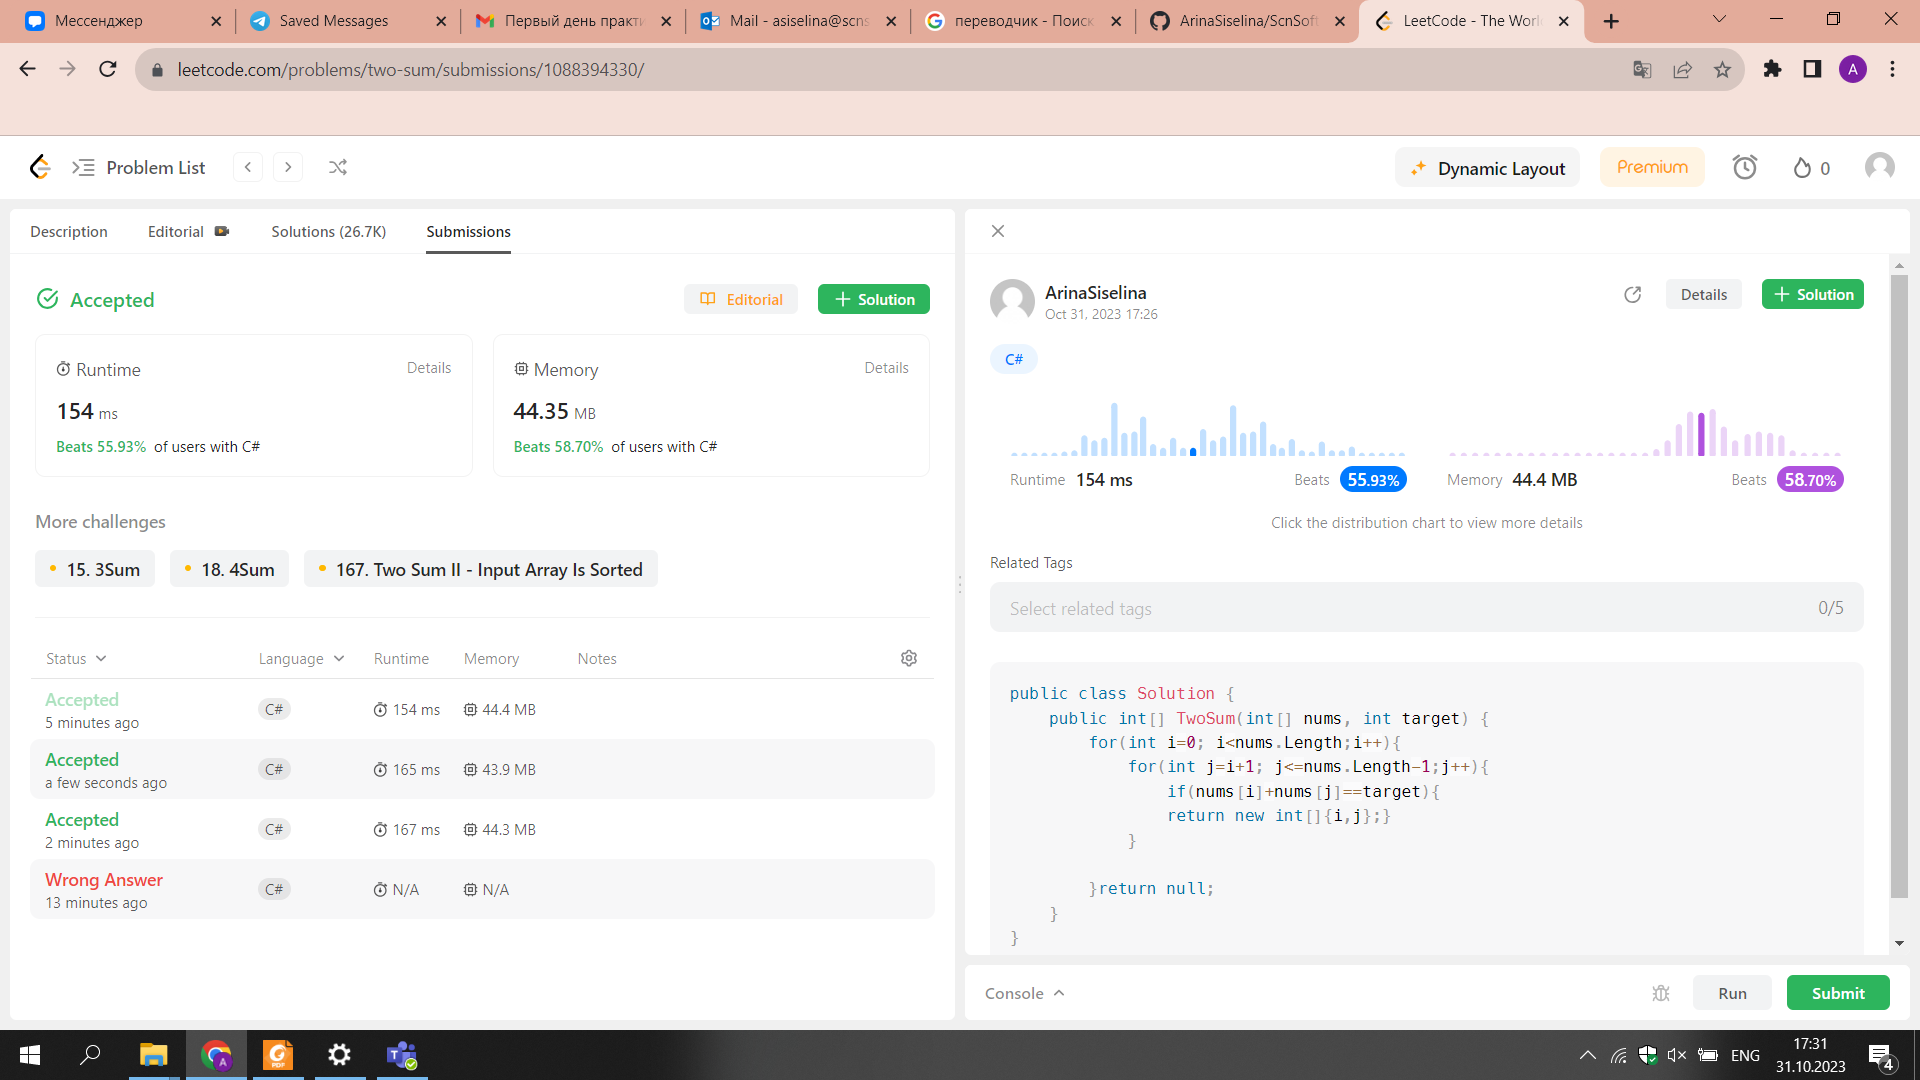 Мессенджер
Saved Messages
Первый день практи
Mail - asiselina@scns
переводчик - Поиск
ArinaSiselina/ScnSoft
LeetCode - The World
leetcode.com/problems/two-sum/submissions/1088394330/
A
Problem List
Dynamic Layout
Premium
0
Description
Editorial
Solutions (26.7K)
Submissions
Accepted
Editorial
+ Solution
Runtime
Details
154 ms
Beats 55.93% of users with C#
Memory
Details
44.35 MB
Beats 58.70% of users with C#
More challenges
15. 3Sum
18. 4Sum
167. Two Sum II - Input Array Is Sorted
Status Language Runtime Memory Notes
Accepted
5 minutes ago
C# 154 ms 44.4 MB
Accepted
a few seconds ago
C# 165 ms 43.9 MB
Accepted
2 minutes ago
C# 167 ms 44.3 MB
Wrong Answer
13 minutes ago
C# N/A N/A
ArinaSiselina
Oct 31, 2023 17:26
Details
+ Solution
C#
Runtime 154 ms Beats 55.93%
Memory 44.4 MB Beats 58.70%
Click the distribution chart to view more details
Related Tags
Select related tags 0/5
public class Solution {
public int[] TwoSum(int[] nums, int target) {
for(int i=0; i<nums.Length;i++){
for(int j=i+1; j<=nums.Length-1;j++){
if(nums[i]+nums[j]==target){
return new int[]{i,j};}
}
}return null;
}
}
Console
Run
Submit
A
PDF
T
ENG
17:31
31.10.2023
4